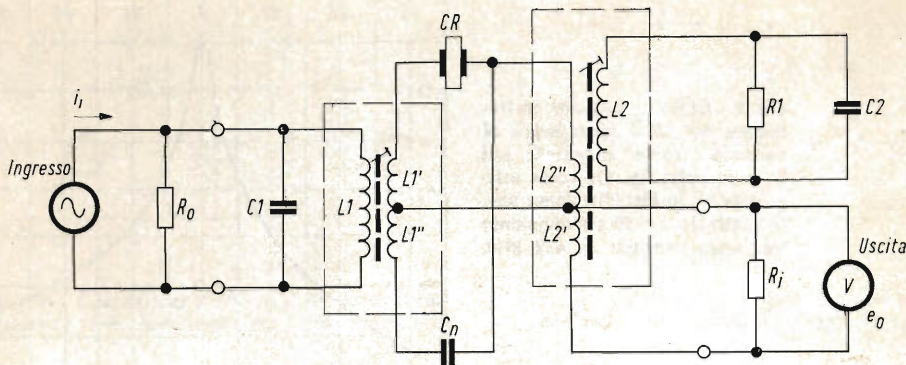 CR
i₁
L2
R1
C2
Ingresso
R₀
C1
L1
L1'
L1"
L2"
L2'
Uscita
Rᵢ
V
e₀
Cₙ